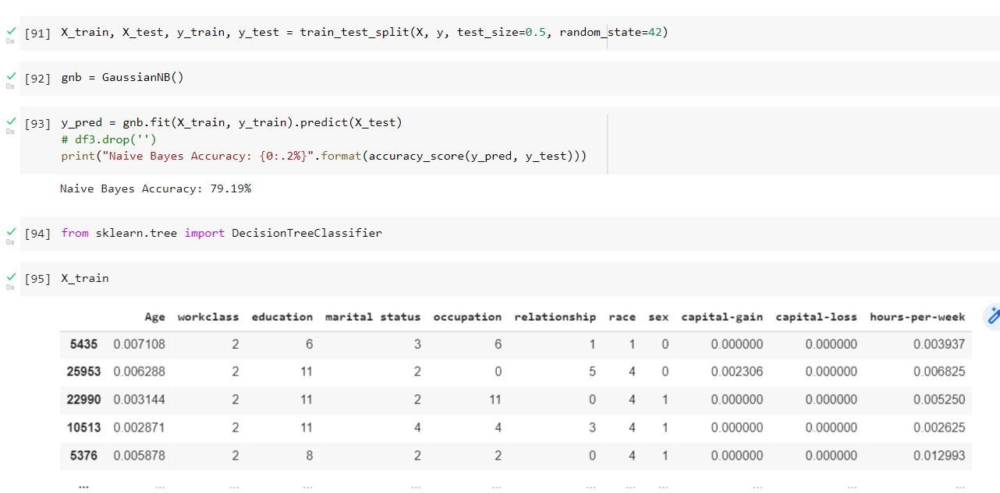 [91] X_train, X_test, y_train, y_test = train_test_split(X, y, test_size=0.5, random_state=42)
0s
[92] gnb = GaussianNB()
0s
[93] y_pred = gnb.fit(X_train, y_train).predict(X_test)
0s
# df3.drop('')
print("Naive Bayes Accuracy: {0:.2%}".format(accuracy_score(y_pred, y_test)))
Naive Bayes Accuracy: 79.19%
[94] from sklearn.tree import DecisionTreeClassifier
0s
[95] X_train
0s
Age workclass education marital status occupation relationship race sex capital-gain capital-loss hours-per-week
5435 0.007108 2 6 3 6 1 1 0 0.000000 0.000000 0.003937
25953 0.006288 2 11 2 0 5 4 0 0.002306 0.000000 0.006825
22990 0.003144 2 11 2 11 0 4 1 0.000000 0.000000 0.005250
10513 0.002871 2 11 4 4 3 4 1 0.000000 0.000000 0.002625
5376 0.005878 2 8 2 2 0 4 1 0.000000 0.000000 0.012993
... ... ... ... ... ... ... ... ... ... ... ...